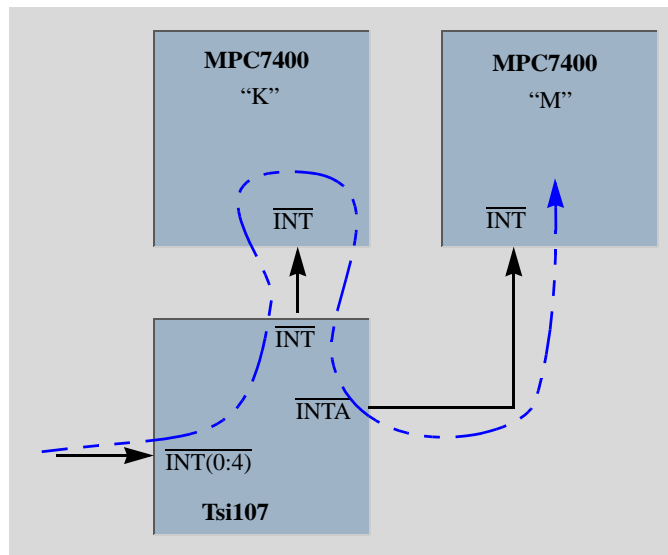 MPC7400
“K”
INT
MPC7400
“M”
INT
INT
INTA
INT(0:4)
Tsi107